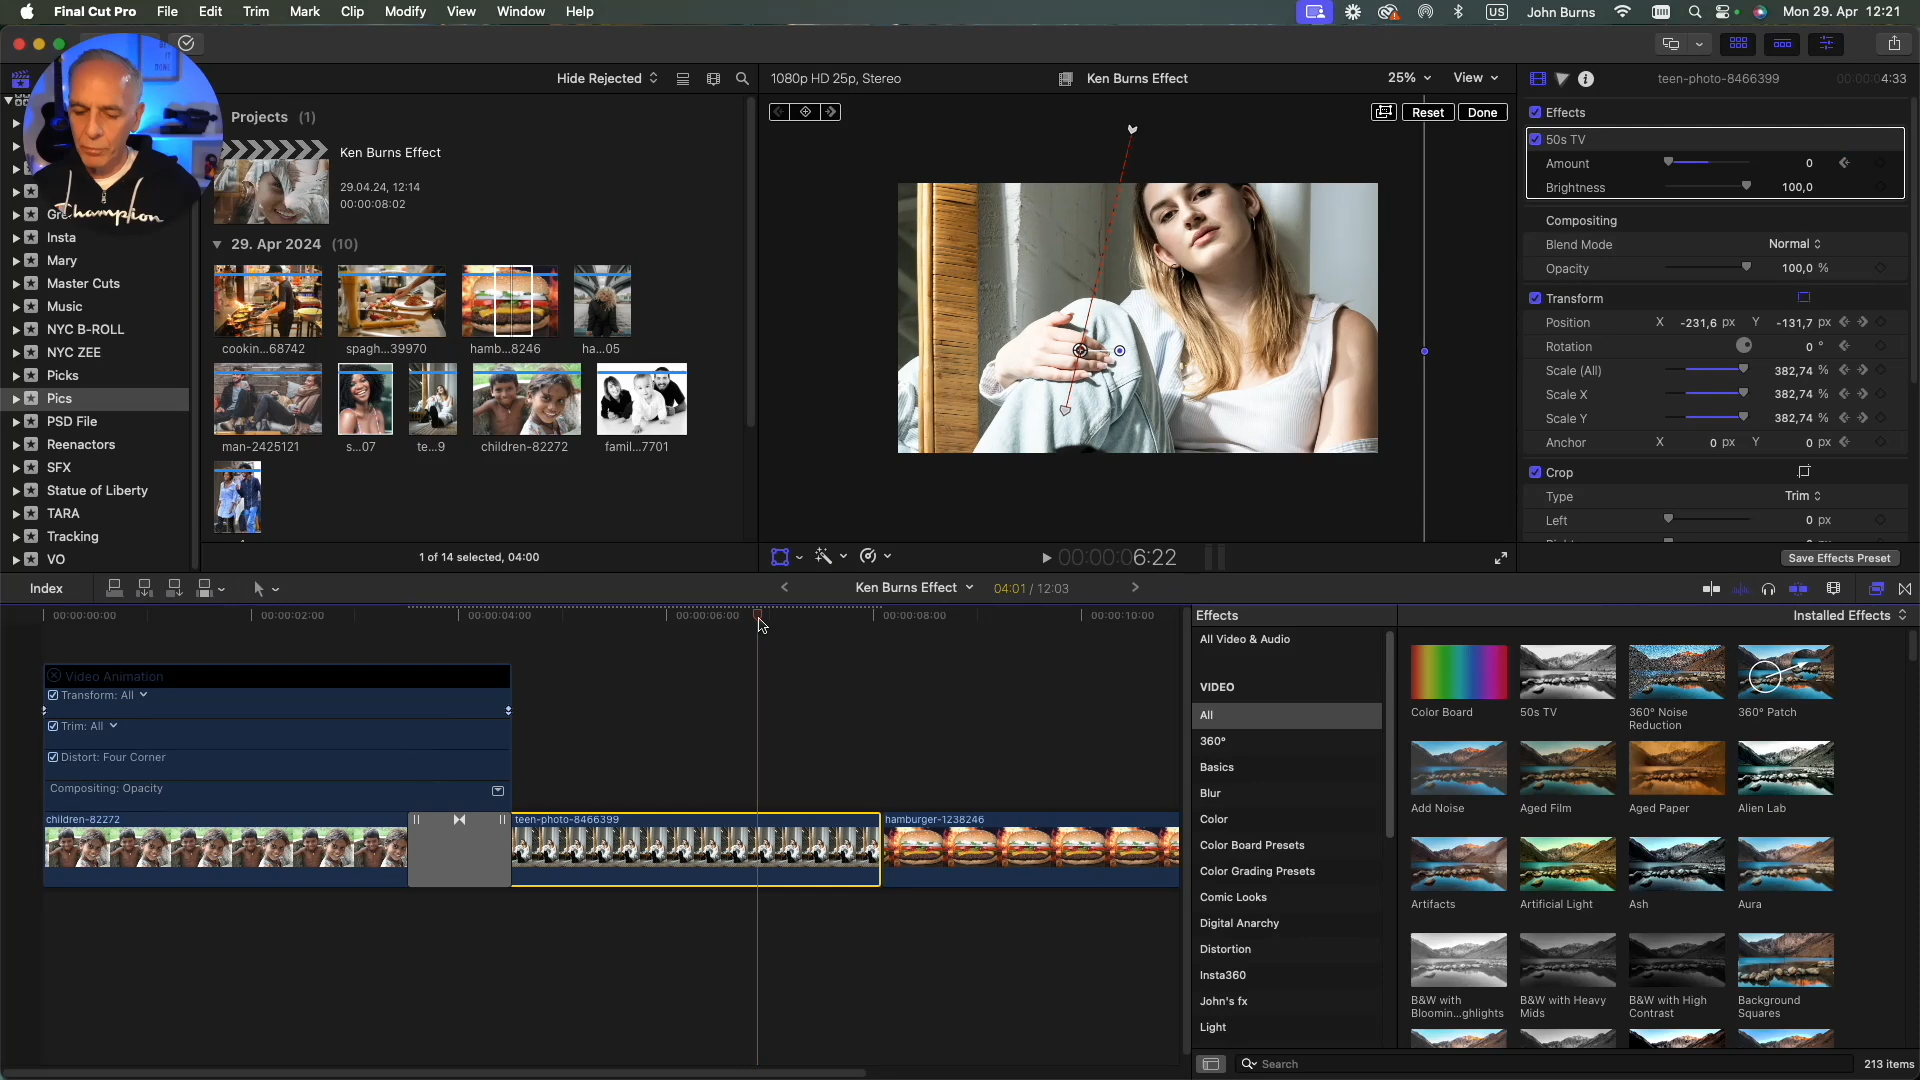 Final Cut Pro File Edit Trim Mark Clip Modify View Window Help
US John Burns Mon 29. Apr 12:21
Hide Rejected
1080p HD 25p, Stereo
Ken Burns Effect
25% View
teen-photo-8466399
4:33
Reset Done
Champion
Insta
Mary
Master Cuts
Music
NYC B-ROLL
NYC ZEE
Picks
Pics
PSD File
Reenactors
SFX
Statue of Liberty
TARA
Tracking
VO
Projects (1)
Ken Burns Effect
29.04.24, 12:14
00:00:08:02
29. Apr 2024 (10)
cookin...68742
spagh...39970
hamb...8246
ha...05
man-2425121
s...07
te...9
children-82272
famil...7701
1 of 14 selected, 04:00
00:00:06:22
Effects
50s TV
Amount 0
Brightness 100,0
Compositing
Blend Mode Normal
Opacity 100,0 %
Transform
Position X -231,6 px Y -131,7 px
Rotation 0 °
Scale (All) 382,74 %
Scale X 382,74 %
Scale Y 382,74 %
Anchor X 0 px Y 0 px
Crop
Type Trim
Left 0 px
Save Effects Preset
Index
Ken Burns Effect
04:01 / 12:03
00:00:00:00
00:00:02:00
00:00:04:00
00:00:06:00
00:00:08:00
00:00:10:00
Video Animation
Transform: All
Trim: All
Distort: Four Corner
Compositing: Opacity
children-82272
teen-photo-8466399
hamburger-1238246
Effects
Installed Effects
All Video & Audio
VIDEO
All
360°
Basics
Blur
Color
Color Board Presets
Color Grading Presets
Comic Looks
Digital Anarchy
Distortion
Insta360
John's fx
Light
Color Board
50s TV
360° Noise
Reduction
360° Patch
Add Noise
Aged Film
Aged Paper
Alien Lab
Artifacts
Artificial Light
Ash
Aura
B&W with
Bloomin...ghlights
B&W with Heavy
Mids
B&W with High
Contrast
Background
Squares
Search
213 items